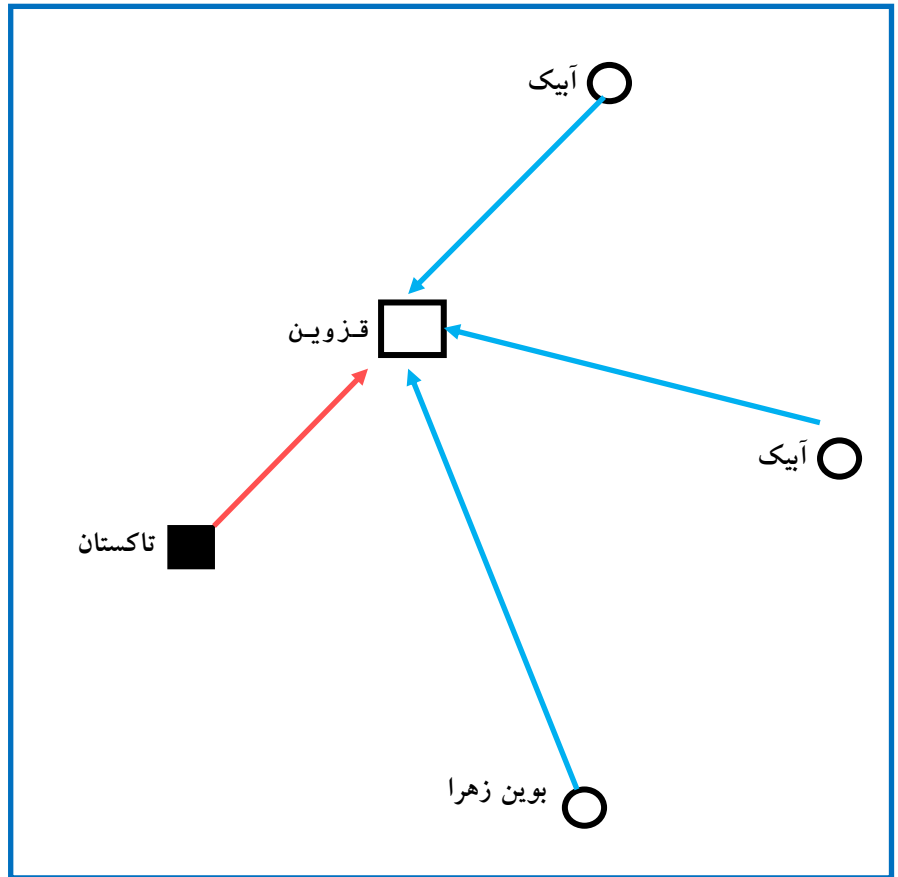 آبیک
قزوین
آبیک
تاکستان
بوین زهرا